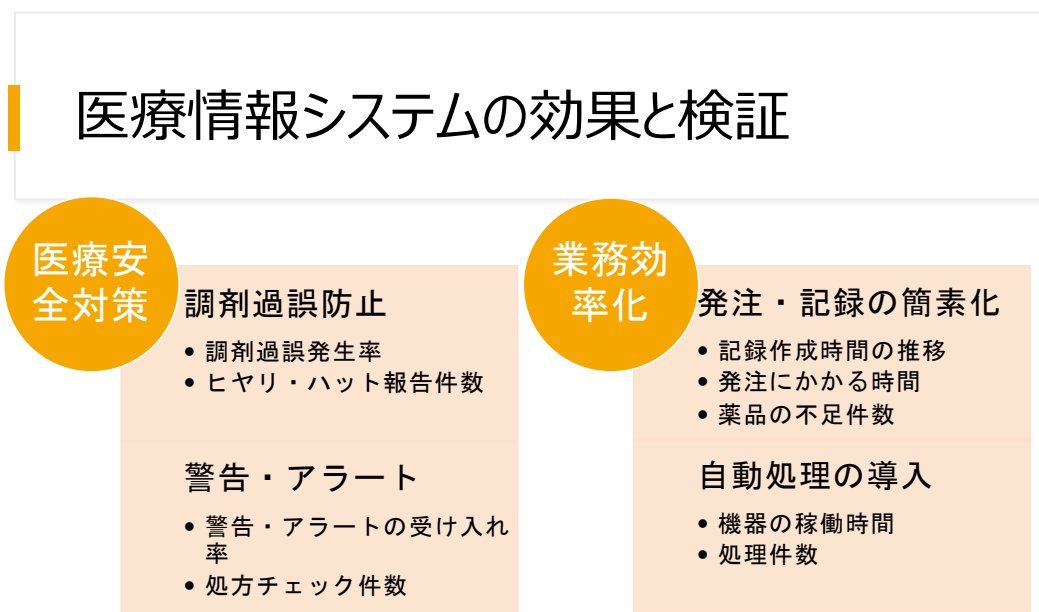 医療情報システムの効果と検証
医療安
全対策
調剤過誤防止
• 調剤過誤発生率
• ヒヤリ・ハット報告件数
警告・アラート
• 警告・アラートの受け入れ
率
• 処方チェック件数
業務効
率化
発注・記録の簡素化
• 記録作成時間の推移
• 発注にかかる時間
• 薬品の不足件数
自動処理の導入
• 機器の稼働時間
• 処理件数